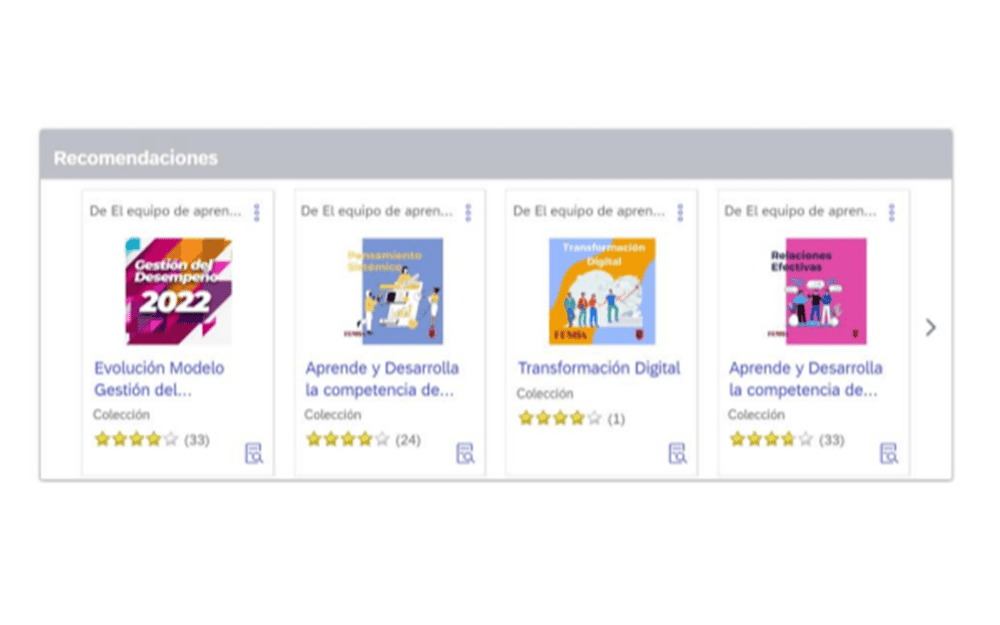 Recomendaciones
De El equipo de apren...
Gestión del
Desempeño
2022
Evolución Modelo
Gestión del...
Colección
(33)
De El equipo de apren...
Pensamiento
Sistémico
FEMSA
Aprende y Desarrolla
la competencia de...
Colección
(24)
De El equipo de apren...
Transformación
Digital
FEMSA
Transformación Digital
Colección
(1)
De El equipo de apren...
Relaciones
Efectivas
FEMSA
Aprende y Desarrolla
la competencia de...
Colección
(33)